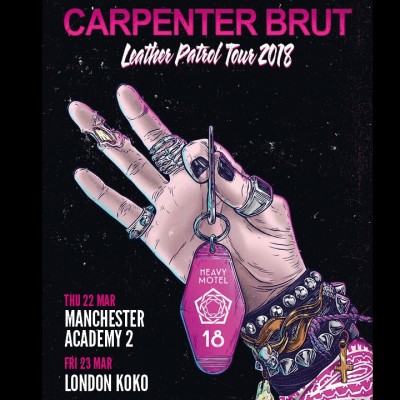 CARPENTER BRUT
Leather Patrol Tour 2018
HEAVY
MOTEL
18
THU 22 MAR
MANCHESTER
ACADEMY 2
FRI 23 MAR
LONDON KOKO